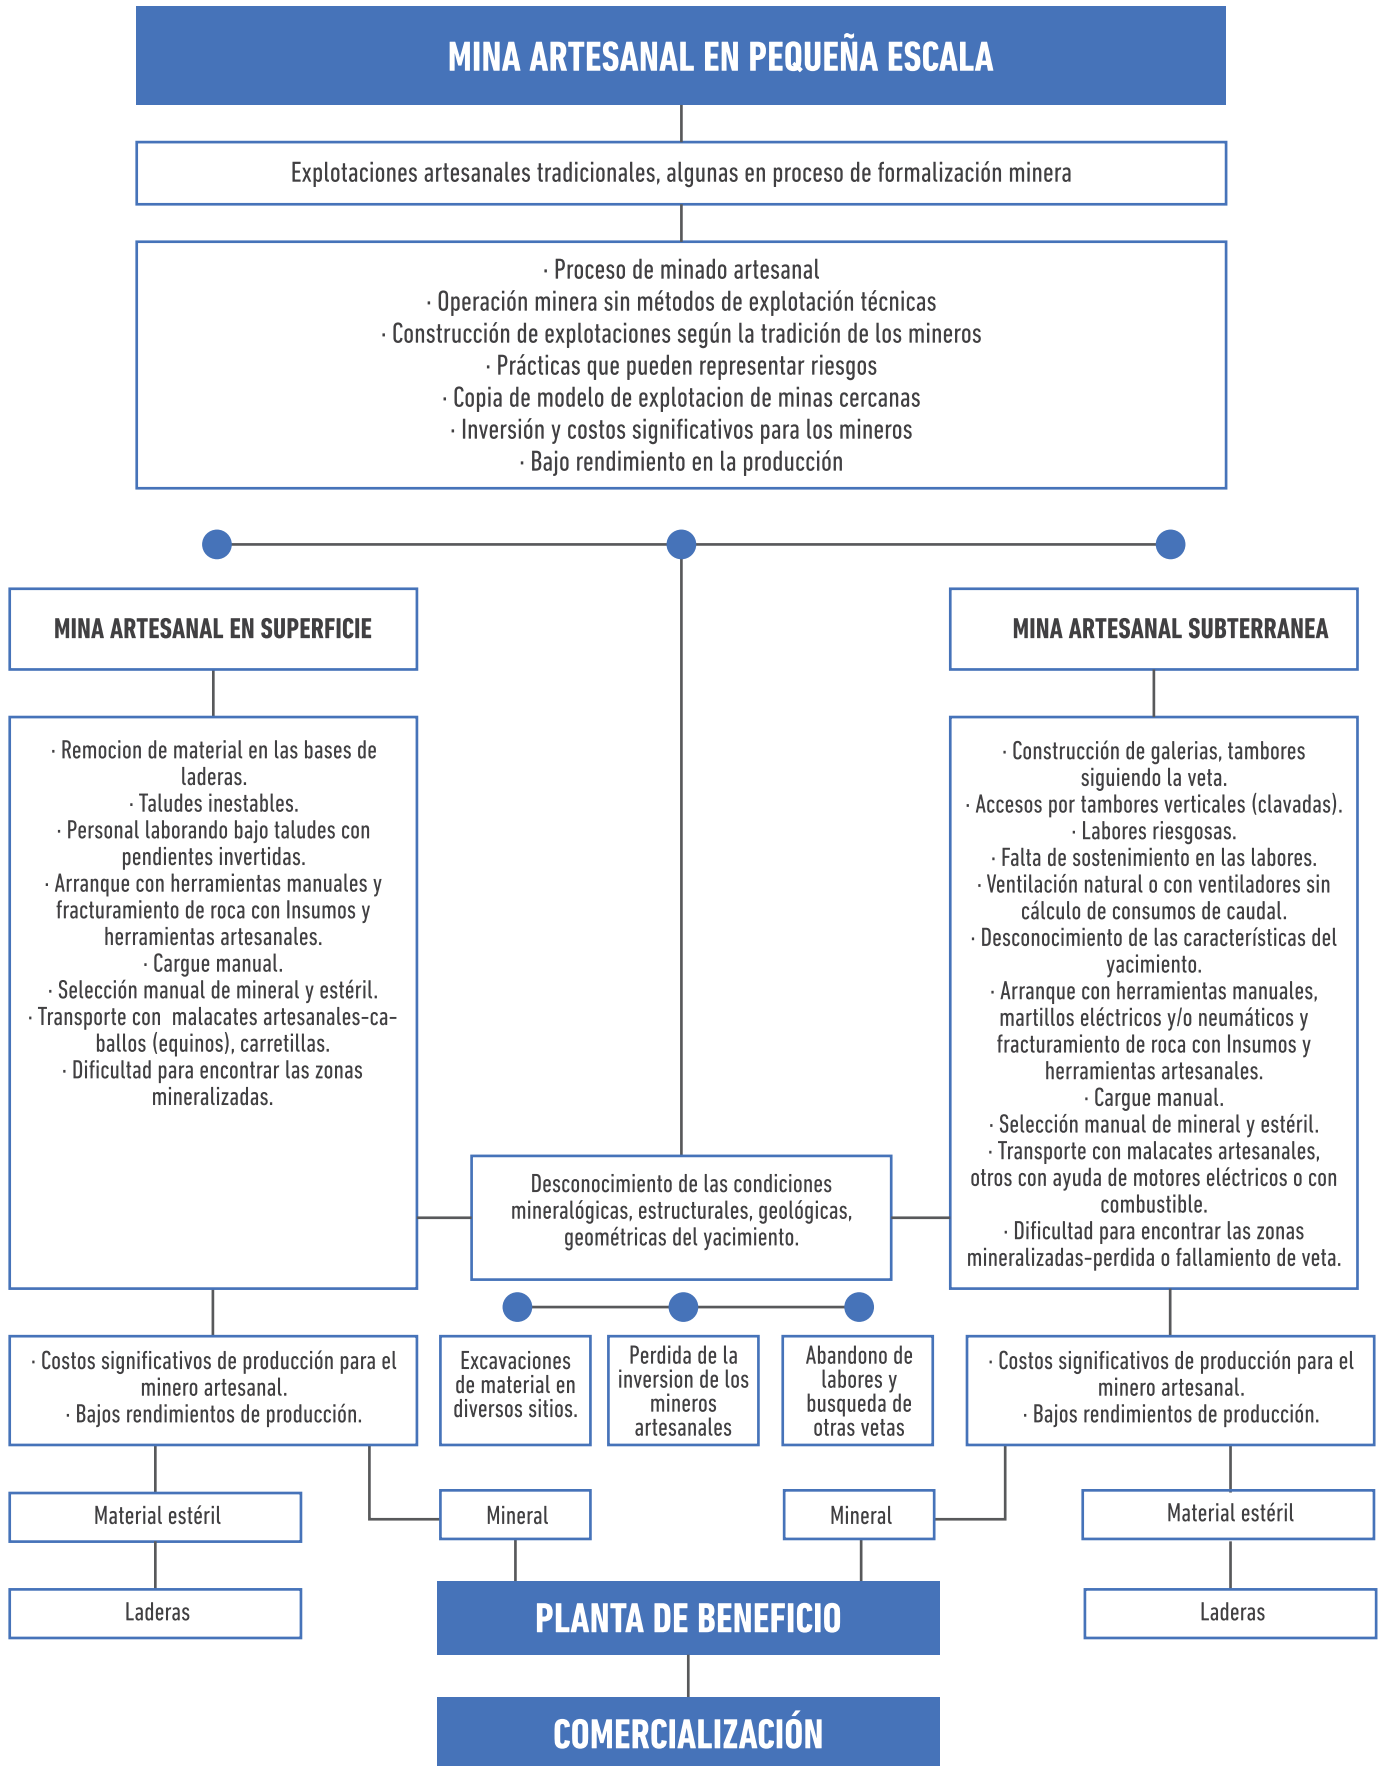 MINA ARTESANAL EN PEQUEÑA ESCALA
Explotaciones artesanales tradicionales, algunas en proceso de formalización minera
· Proceso de minado artesanal
· Operación minera sin métodos de explotación técnicas
· Construcción de explotaciones según la tradición de los mineros
· Prácticas que pueden representar riesgos
· Copia de modelo de explotacion de minas cercanas
· Inversión y costos significativos para los mineros
· Bajo rendimiento en la producción
MINA ARTESANAL EN SUPERFICIE
· Remocion de material en las bases de
laderas.
· Taludes inestables.
· Personal laborando bajo taludes con
pendientes invertidas.
· Arranque con herramientas manuales y
fracturamiento de roca con Insumos y
herramientas artesanales.
· Cargue manual.
· Selección manual de mineral y estéril.
· Transporte con  malacates artesanales-ca-
ballos (equinos), carretillas.
· Dificultad para encontrar las zonas
mineralizadas.
MINA ARTESANAL SUBTERRANEA
· Construcción de galerias, tambores
siguiendo la veta.
· Accesos por tambores verticales (clavadas).
· Labores riesgosas.
· Falta de sostenimiento en las labores.
· Ventilación natural o con ventiladores sin
cálculo de consumos de caudal.
· Desconocimiento de las características del
yacimiento.
· Arranque con herramientas manuales,
martillos eléctricos y/o neumáticos y
fracturamiento de roca con Insumos y
herramientas artesanales.
· Cargue manual.
· Selección manual de mineral y estéril.
· Transporte con malacates artesanales,
otros con ayuda de motores eléctricos o con
combustible.
· Dificultad para encontrar las zonas
mineralizadas-perdida o fallamiento de veta.
Desconocimiento de las condiciones
mineralógicas, estructurales, geológicas,
geométricas del yacimiento.
· Costos significativos de producción para el
minero artesanal.
· Bajos rendimientos de producción.
Excavaciones
de material en
diversos sitios.
Perdida de la
inversion de los
mineros
artesanales
Abandono de
labores y
busqueda de
otras vetas
· Costos significativos de producción para el
minero artesanal.
· Bajos rendimientos de producción.
Material estéril
Mineral
Mineral
Material estéril
Laderas
Laderas
PLANTA DE BENEFICIO
COMERCIALIZACIÓN